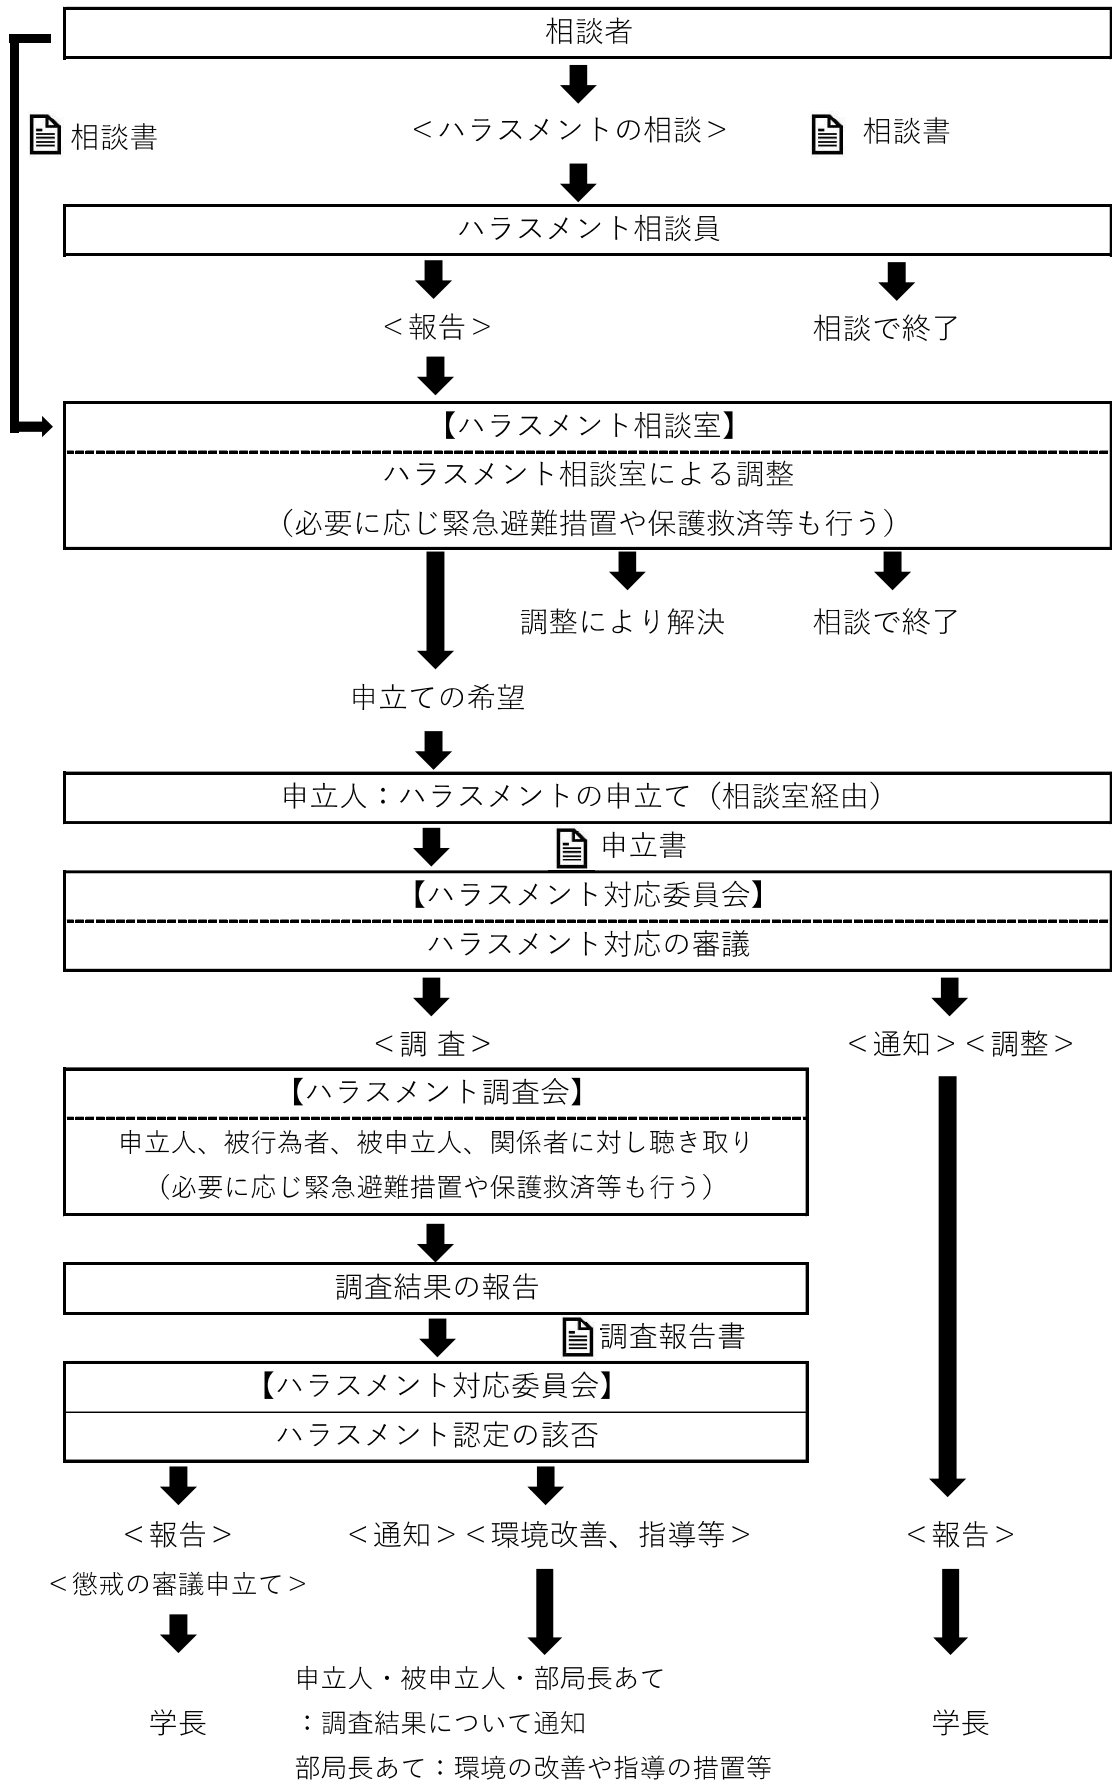 相談者
相談書
＜ハラスメントの相談＞
相談書
ハラスメント相談員
＜報告＞
相談で終了
【ハラスメント相談室】
ハラスメント相談室による調整
（必要に応じ緊急避難措置や保護救済等も行う）
調整により解決
相談で終了
申立ての希望
申立人：ハラスメントの申立て（相談室経由）
申立書
【ハラスメント対応委員会】
ハラスメント対応の審議
＜調 査＞
＜通知＞＜調整＞
【ハラスメント調査会】
申立人、被行為者、被申立人、関係者に対し聴き取り
（必要に応じ緊急避難措置や保護救済等も行う）
調査結果の報告
調査報告書
【ハラスメント対応委員会】
ハラスメント認定の該否
＜報告＞
＜通知＞＜環境改善、指導等＞
＜報告＞
＜懲戒の審議申立て＞
申立人・被申立人・部局長あて
：調査結果について通知
部局長あて：環境の改善や指導の措置等
学長
学長